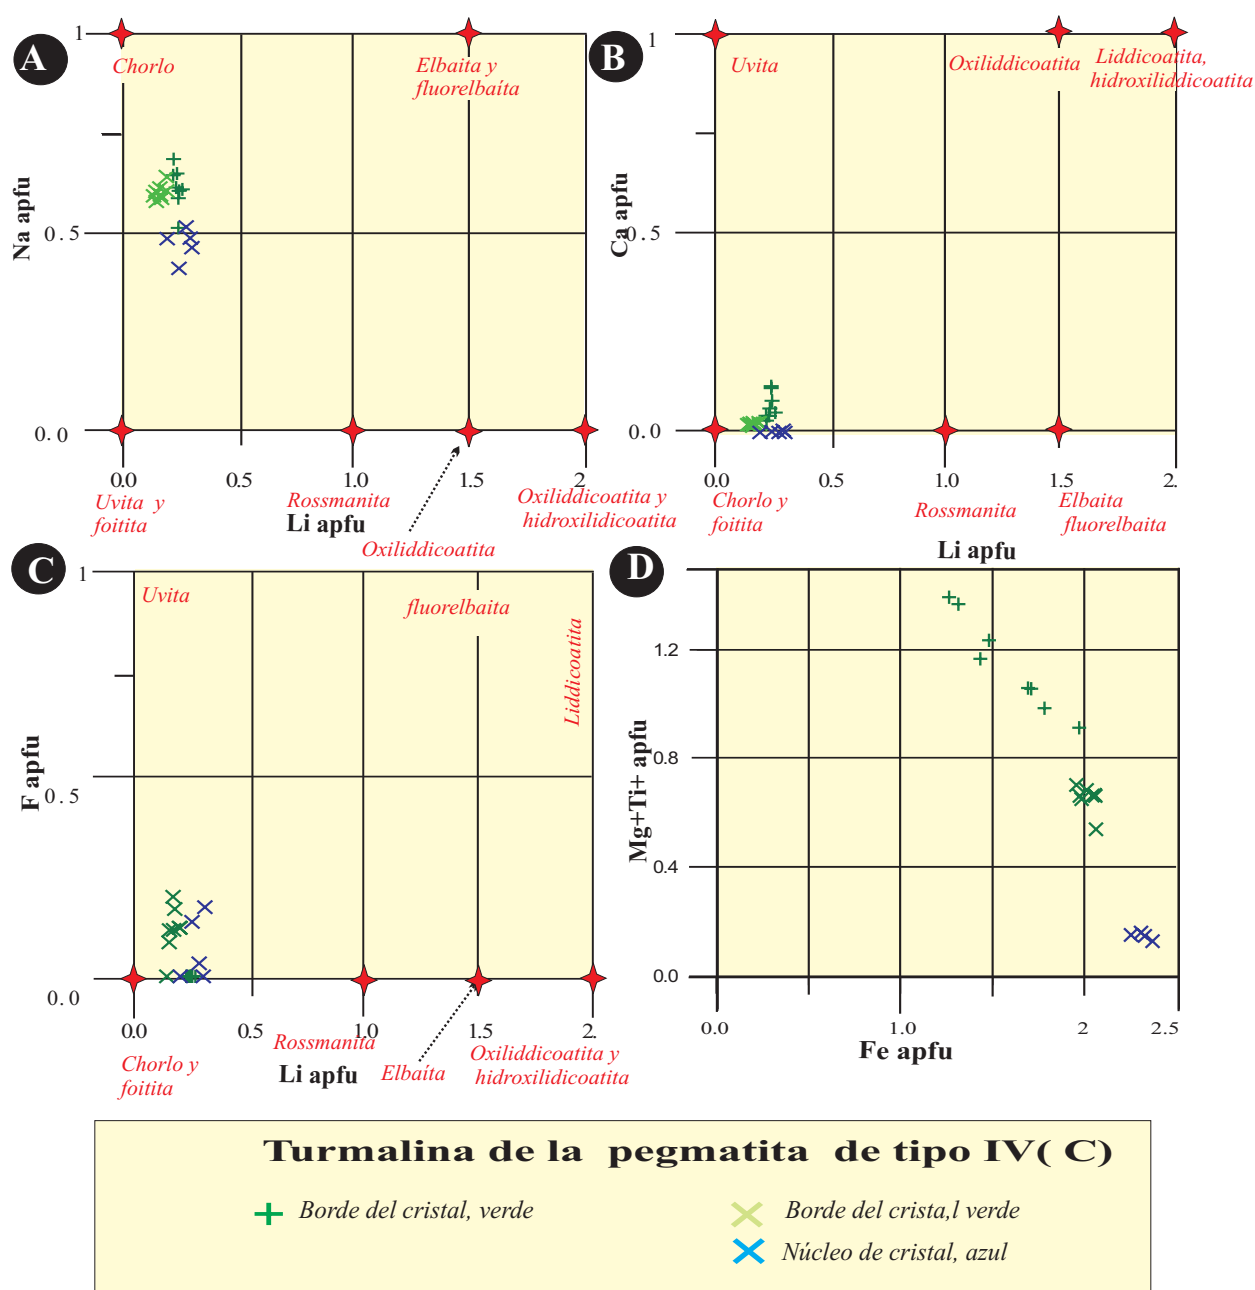 A
1
Chorlo
Elbaita y
fluorelbaíta
Na apfu
0.5
0.0
0.0
0.5
1.0
1.5
2
Uvita y
foitita
Rossmanita
Li apfu
Oxiliddicoatita
Oxiliddicoatita y
hidroxilidicoatita
B
1
Uvita
Oxiliddicoatita
Liddicoatita,
hidroxiliddicoatita
Ca apfu
0.5
0.0
0.0
0.5
1.0
1.5
2.
Chorlo y
foitita
Rossmanita
Elbaita
fluorelbaita
Li apfu
C
1
Uvita
fluorelbaita
Liddicoatita
F apfu
0.5
0.0
0.0
0.5
1.0
1.5
2.
Chorlo y
foitita
Rossmanita
Li apfu
Elbaíta
Oxiliddicoatita y
hidroxilidicoatita
D
Mg+Ti+ apfu
1.2
0.8
0.4
0.0
0.0
1.0
2
2.5
Fe apfu
Turmalina de la pegmatita de tipo IV( C)
Borde del cristal, verde
Borde del crista,l verde
Núcleo de cristal, azul